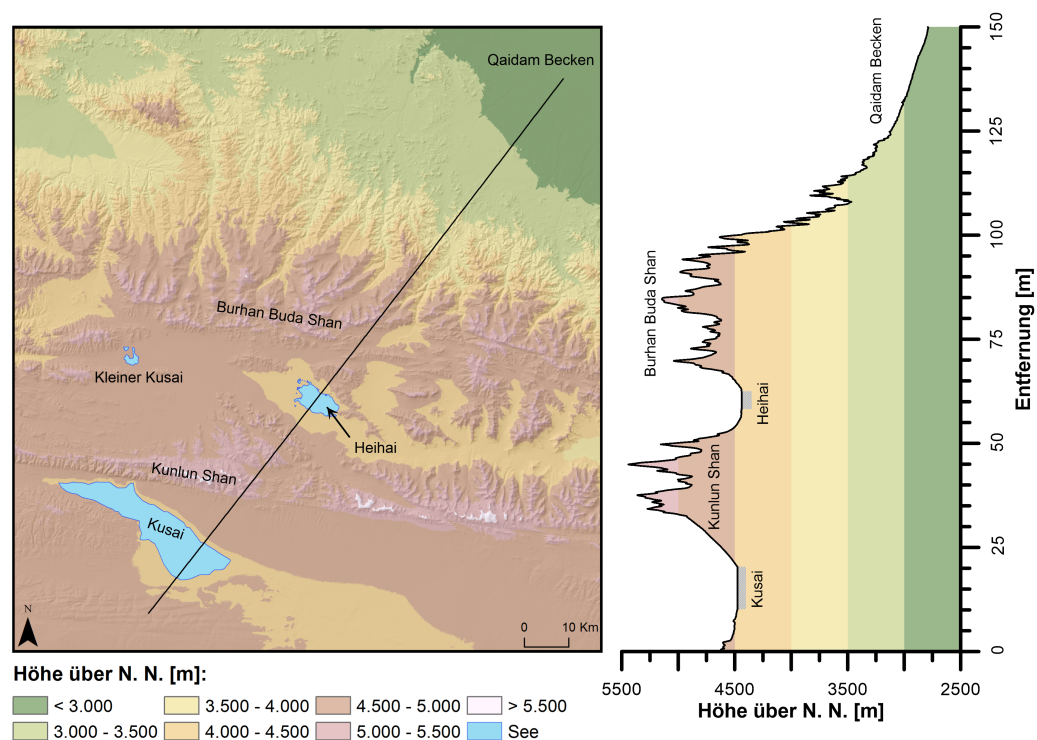 Qaidam Becken
Burhan Buda Shan
Kleiner Kusai
Heihai
Kunlun Shan
Kusai
N
0 10 Km
Höhe über N. N. [m]:
< 3.000
3.500 - 4.000
4.500 - 5.000
> 5.500
3.000 - 3.500
4.000 - 4.500
5.000 - 5.500
See
Qaidam Becken
Burhan Buda Shan
Heihai
Kunlun Shan
Kusai
150
125
100
75
50
25
0
Entfernung [m]
5500 4500 3500 2500
Höhe über N. N. [m]